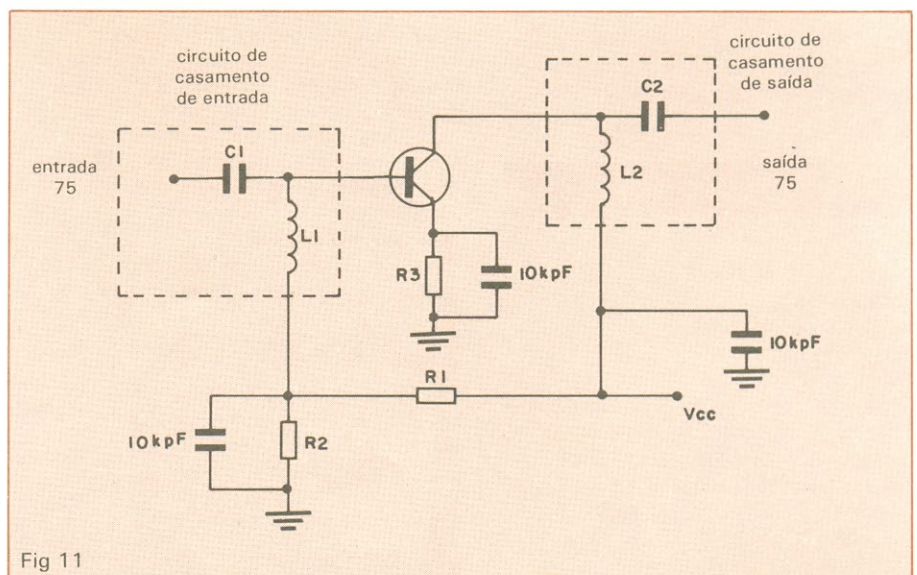 circuito de
casamento
de entrada
circuito de
casamento
de saída
C2
entrada
75
C1
saída
75
L2
L1
R3
10kpF
10kpF
R1
Vcc
10kpF
R2
Fig 11